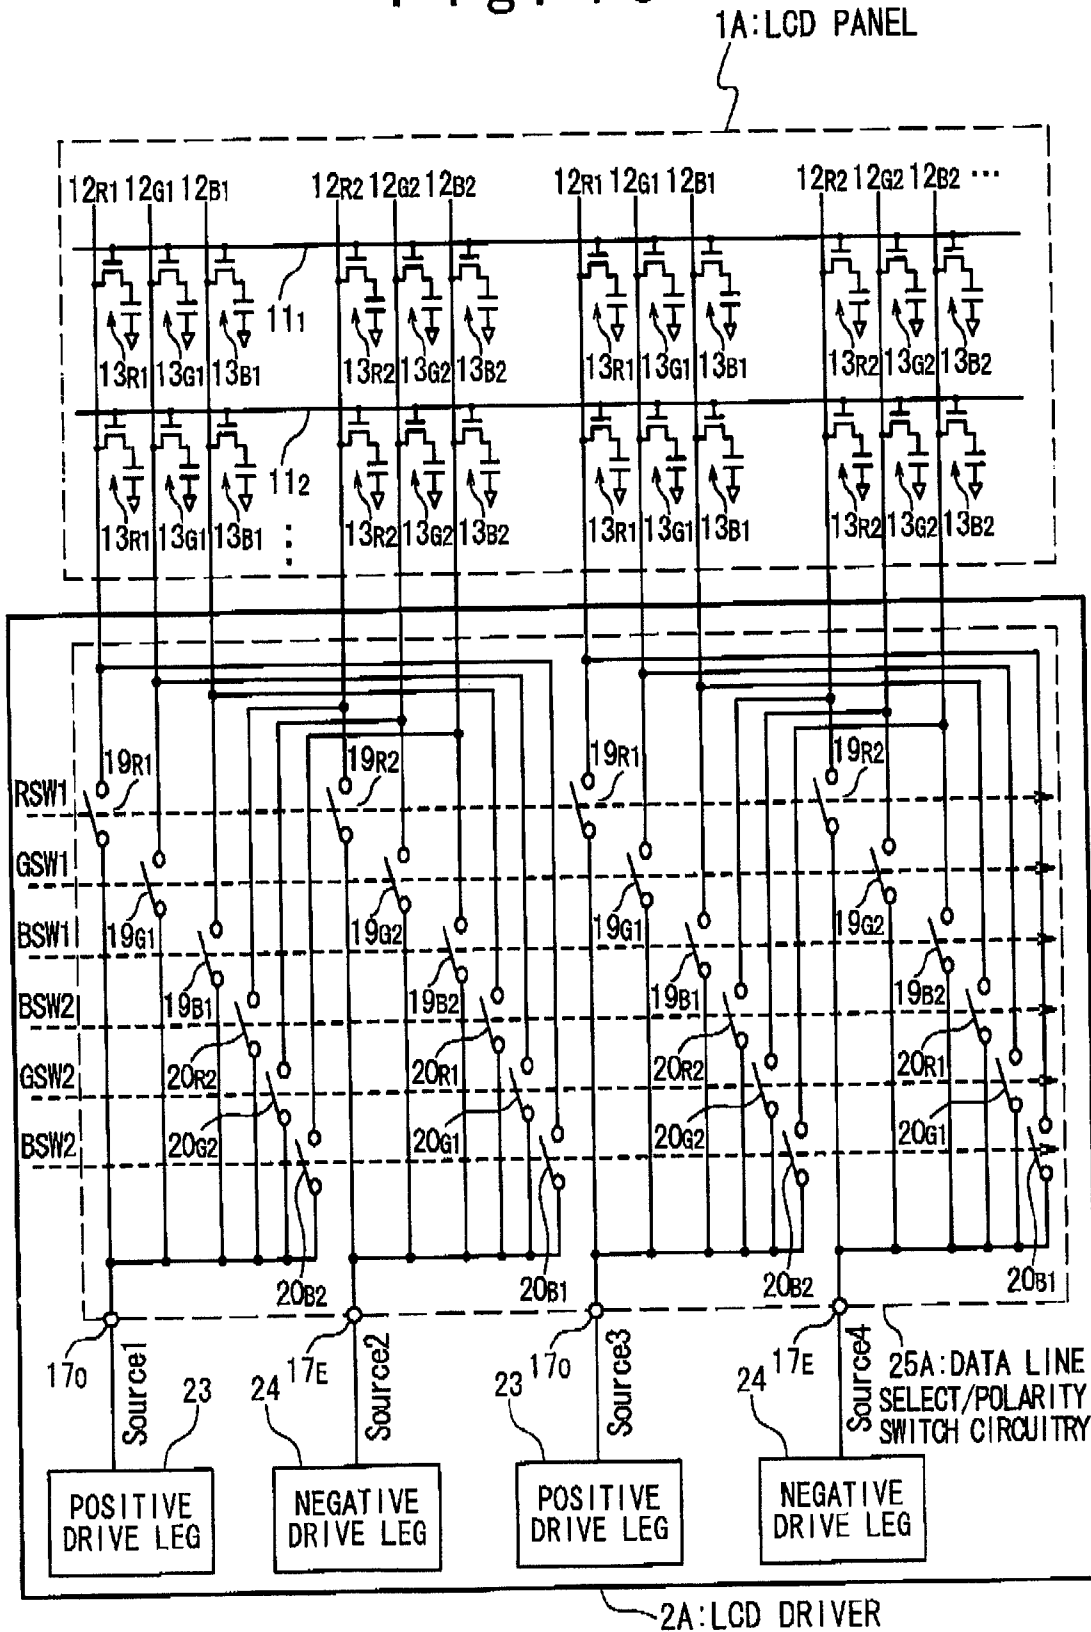 1A:LCD PANEL
12R1 12G1 12B1 12R2 12G2 12B2 12R1 12G1 12B1 12R2 12G2 12B2 ...
111
13R1 13G1 13B1 13R2 13G2 13B2 13R1 13G1 13B1 13R2 13G2 13B2
112
13R1 13G1 13B1 13R2 13G2 13B2 13R1 13G1 13B1 13R2 13G2 13B2
19R1 19R2 19R1 19R2
RSW1
GSW1
19G1 19G2 19G1 19G2
BSW1
19B1 19B2 19B1 19B2
BSW2
20R2 20R1 20R2 20R1
GSW2
20G2 20G1 20G2 20G1
BSW2
20B2 20B1 20B2 20B1
17O 17E 17O 17E
Source1 Source2 Source3 Source4
25A:DATA LINE
SELECT/POLARITY
SWITCH CIRCUITRY
23 24 23 24
POSITIVE
DRIVE LEG
NEGATIVE
DRIVE LEG
POSITIVE
DRIVE LEG
NEGATIVE
DRIVE LEG
2A:LCD DRIVER